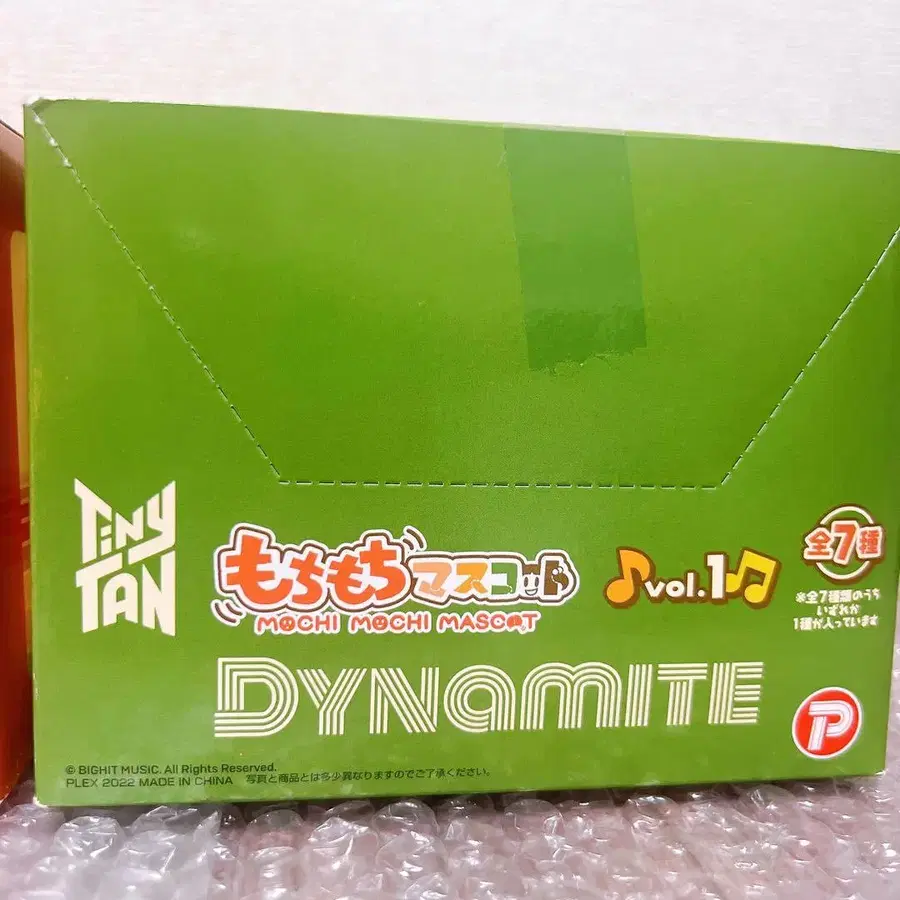 TINY
TAN
もちもちマスコット
MOCHI MOCHI MASCOT
vol.1
全7種
※全7種類のうち
いずれか
1種が入っています
DYNAMITE
P
© BIGHIT MUSIC. All Rights Reserved.
PLEX 2022 MADE IN CHINA 写真と商品とは多少異なりますのでご了承ください。